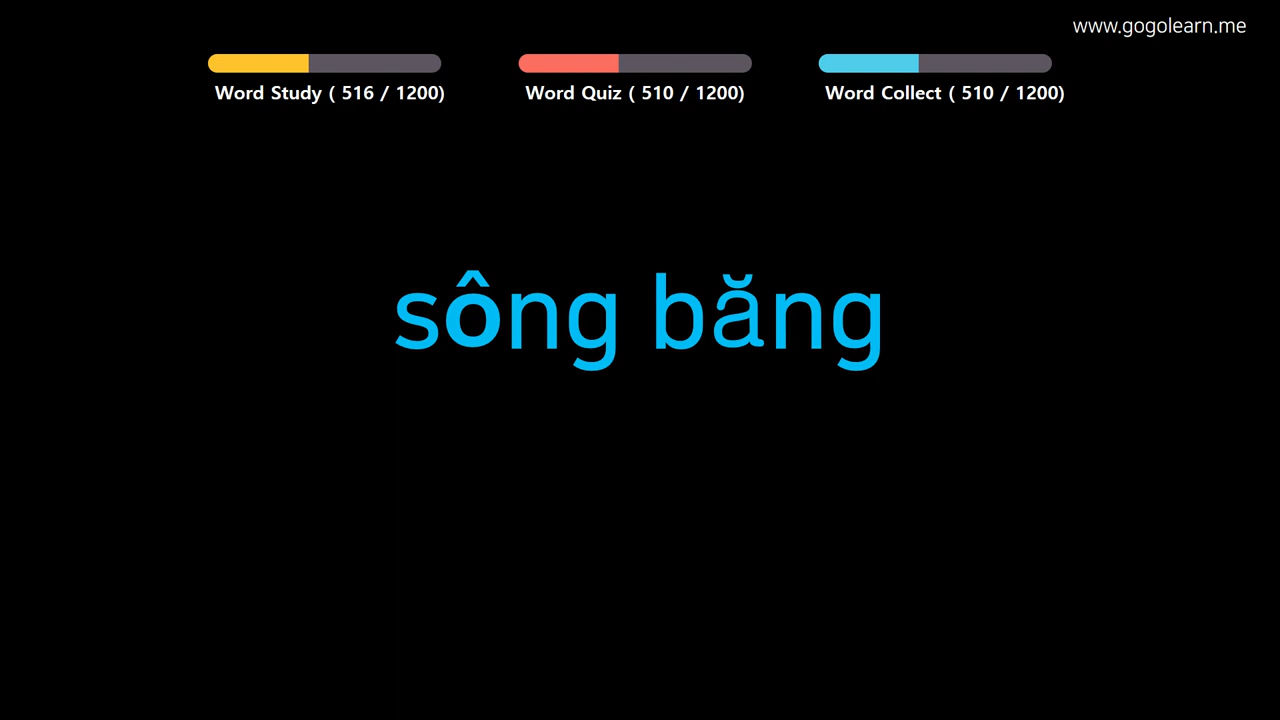 www.gogolearn.me
Word Study ( 516 / 1200)
Word Quiz ( 510 / 1200)
Word Collect ( 510 / 1200)
sông băng